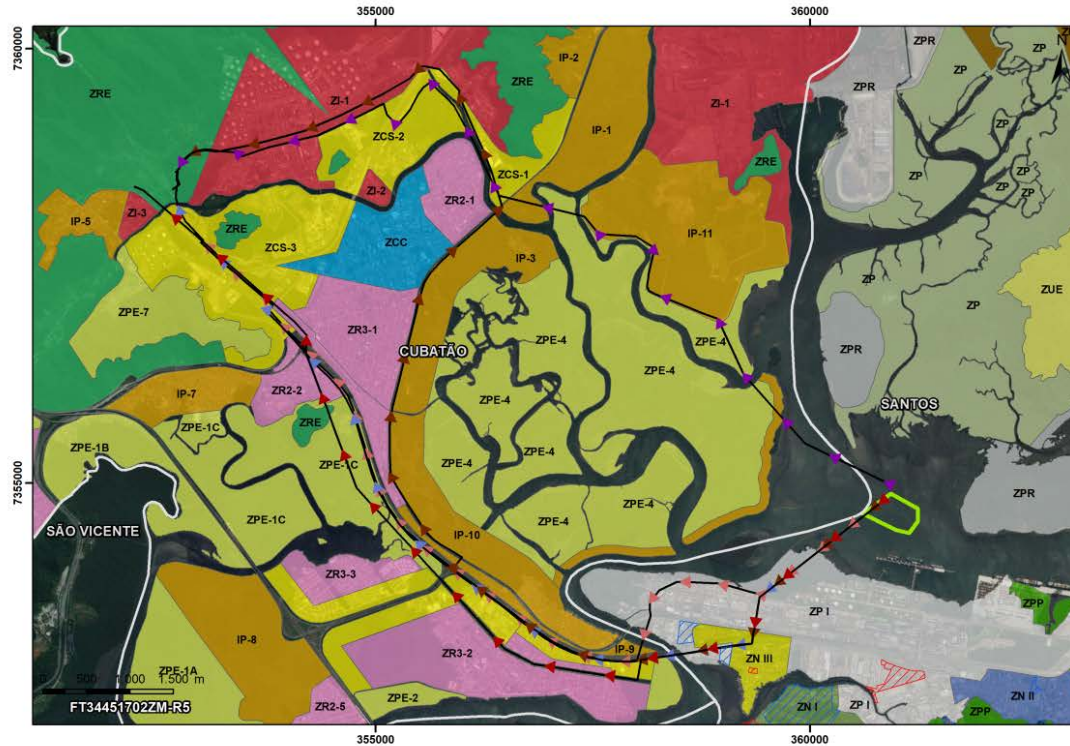 355000
360000
7360000
7355000
ZRE
ZI-1
IP-2
ZRE
ZI-1
ZPR
ZPR
ZP
ZP
N
IP-1
ZP
ZP
ZCS-2
ZRE
ZCS-1
ZI-2
ZR2-1
ZP
ZP
ZP
IP-5
ZI-3
ZRE
ZCS-3
ZCC
IP-11
IP-3
ZP
ZUE
ZPE-7
ZR3-1
ZP
CUBATÃO
ZPE-4
ZPE-4
ZPE-4
ZPR
IP-7
ZR2-2
ZPE-4
SANTOS
ZPE-1C
ZRE
ZPE-1B
ZPE-1C
ZPE-4
ZPE-4
ZPR
ZPE-1C
SÃO VICENTE
IP-10
ZPE-4
ZPE-4
ZR3-3
ZP I
ZPP
IP-8
ZR3-2
IP-9
ZN III
ZPE-1A
0 500 1.000 1.500 m
ZPE-2
ZR2-5
ZN I
ZP I
ZPP
ZN II
FT34451702ZM-R5
355000
360000